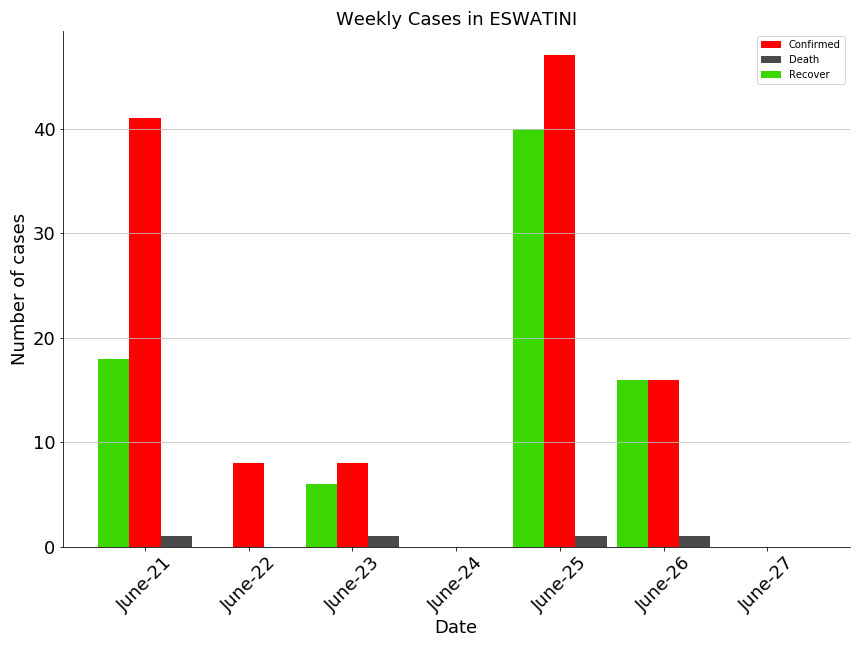 Weekly Cases in ESWATINI
Confirmed
Death
Recover
Number of cases
40
30
20
10
0
June-21
June-22
June-23
June-24
June-25
June-26
June-27
Date